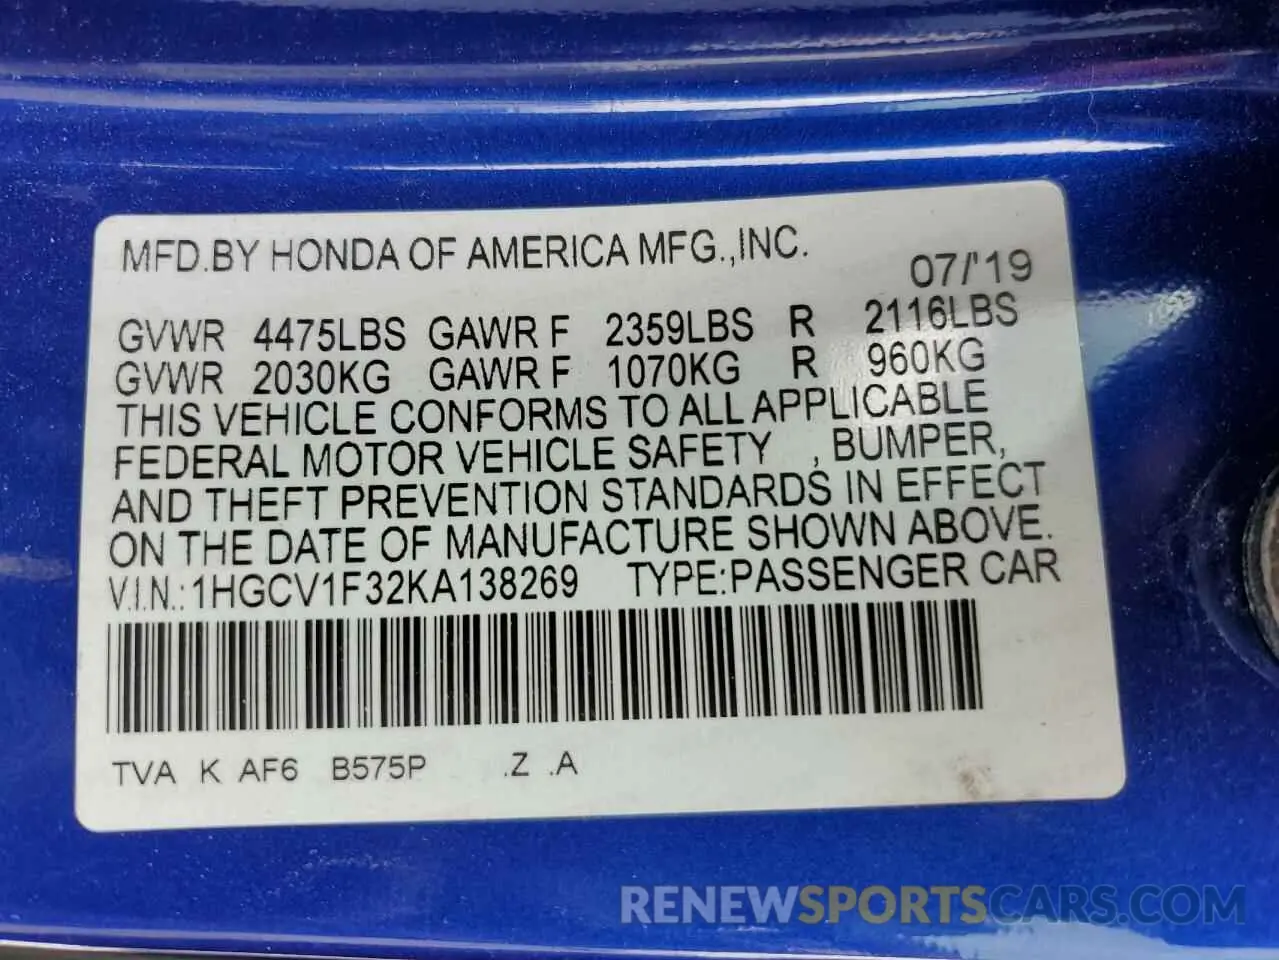 MFD.BY HONDA OF AMERICA MFG.,INC.
07/'19
GVWR 4475LBS GAWR F 2359LBS R 2116LBS
GVWR 2030KG GAWR F 1070KG R 960KG
THIS VEHICLE CONFORMS TO ALL APPLICABLE
FEDERAL MOTOR VEHICLE SAFETY , BUMPER,
AND THEFT PREVENTION STANDARDS IN EFFECT
ON THE DATE OF MANUFACTURE SHOWN ABOVE.
V.I.N.:1HGCV1F32KA138269 TYPE:PASSENGER CAR
TVA K AF6 B575P .Z .A
RENEWSPORTSCARS.COM